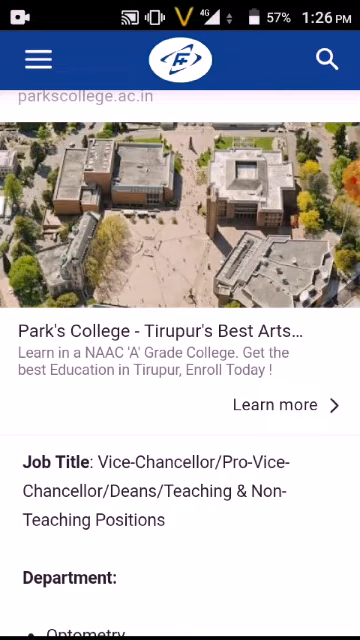 4G 57% 1:26 PM
parkscollege.ac.in
Park's College - Tirupur's Best Arts...
Learn in a NAAC 'A' Grade College. Get the
best Education in Tirupur, Enroll Today !
Learn more
Job Title: Vice-Chancellor/Pro-Vice-
Chancellor/Deans/Teaching & Non-
Teaching Positions
Department:
• Optometry